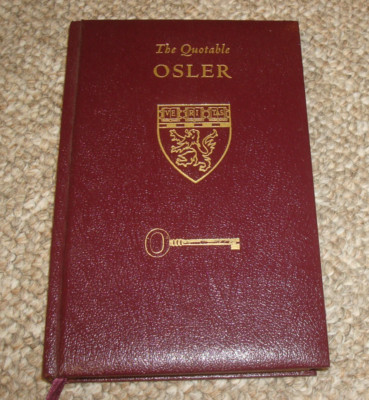 The Quotable
OSLER
VE RI TAS